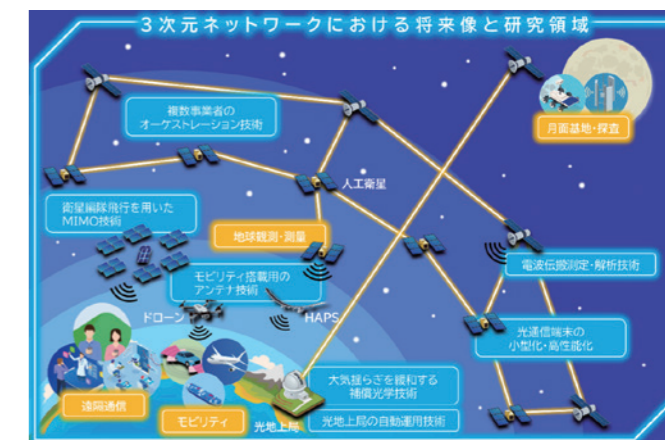 3次元ネットワークにおける将来像と研究領域
複数事業者の
オーケストレーション技術
月面基地・探査
人工衛星
衛星編隊飛行を用いた
MIMO技術
地球観測・測量
モビリティ搭載用の
アンテナ技術
電波伝搬測定・解析技術
ドローン
HAPS
光通信端末の
小型化・高性能化
大気揺らぎを緩和する
補償光学技術
遠隔通信
モビリティ
光地上局
光地上局の自動運用技術